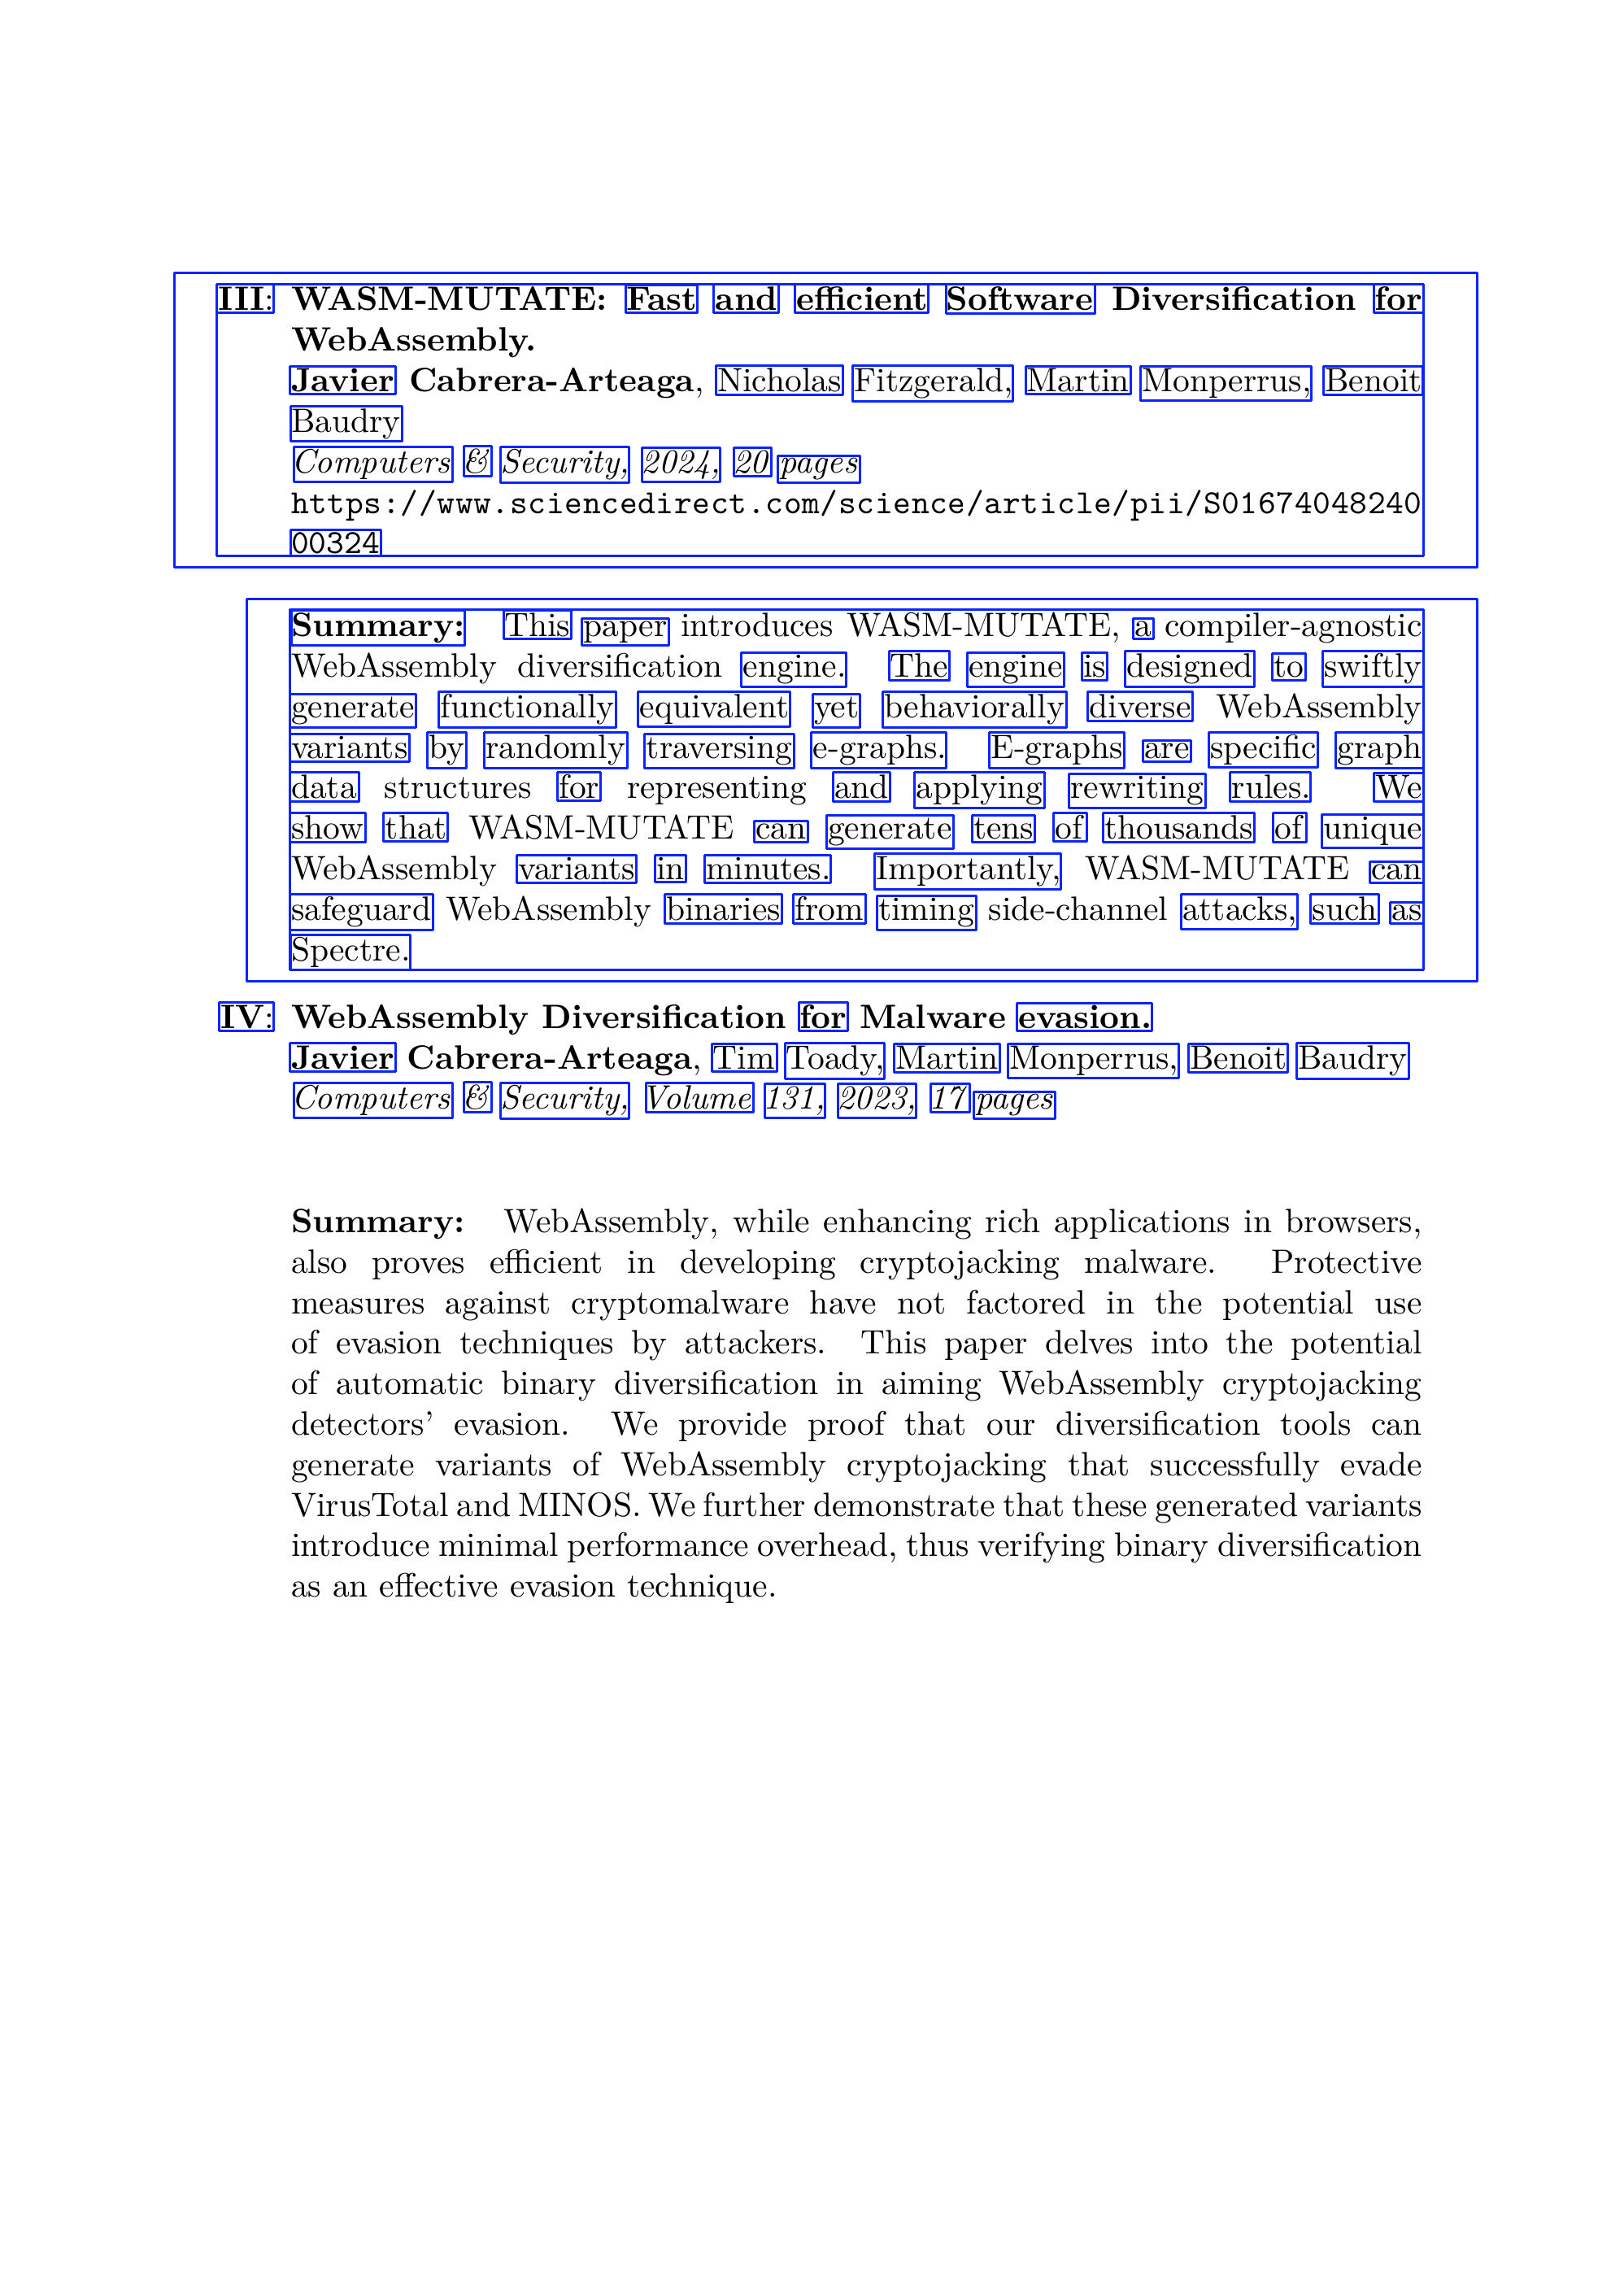 III: WASM-MUTATE: Fast and efficient Software Diversification for
WebAssembly.
Javier Cabrera-Arteaga, Nicholas Fitzgerald, Martin Monperrus, Benoit
Baudry
Computers & Security, 2024, 20 pages
https://www.sciencedirect.com/science/article/pii/S01674048240
00324
Summary: This paper introduces WASM-MUTATE, a compiler-agnostic
WebAssembly diversification engine. The engine is designed to swiftly
generate functionally equivalent yet behaviorally diverse WebAssembly
variants by randomly traversing e-graphs. E-graphs are specific graph
data structures for representing and applying rewriting rules. We
show that WASM-MUTATE can generate tens of thousands of unique
WebAssembly variants in minutes. Importantly, WASM-MUTATE can
safeguard WebAssembly binaries from timing side-channel attacks, such as
Spectre.
IV: WebAssembly Diversification for Malware evasion.
Javier Cabrera-Arteaga, Tim Toady, Martin Monperrus, Benoit Baudry
Computers & Security, Volume 131, 2023, 17 pages
Summary: WebAssembly, while enhancing rich applications in browsers,
also proves efficient in developing cryptojacking malware. Protective
measures against cryptomalware have not factored in the potential use
of evasion techniques by attackers. This paper delves into the potential
of automatic binary diversification in aiming WebAssembly cryptojacking
detectors' evasion. We provide proof that our diversification tools can
generate variants of WebAssembly cryptojacking that successfully evade
VirusTotal and MINOS. We further demonstrate that these generated variants
introduce minimal performance overhead, thus verifying binary diversification
as an effective evasion technique.